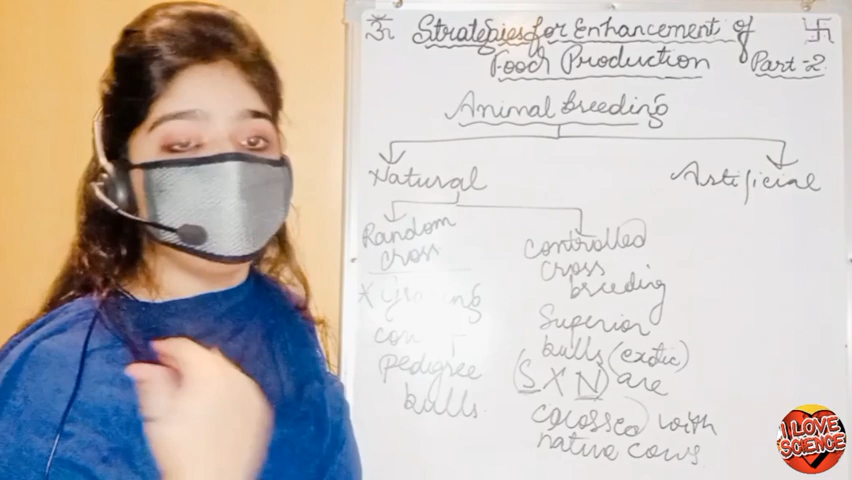 ॐ Strategies for Enhancement of 卐
Food Production Part-2
Animal breeding
Natural
Artificial
Random
cross
X Grazing
pedigree
bulls
controlled
cross
breeding
Superior
bulls (exotic)
(S X N) are
crossed with
native cows
I LOVE
SCIENCE